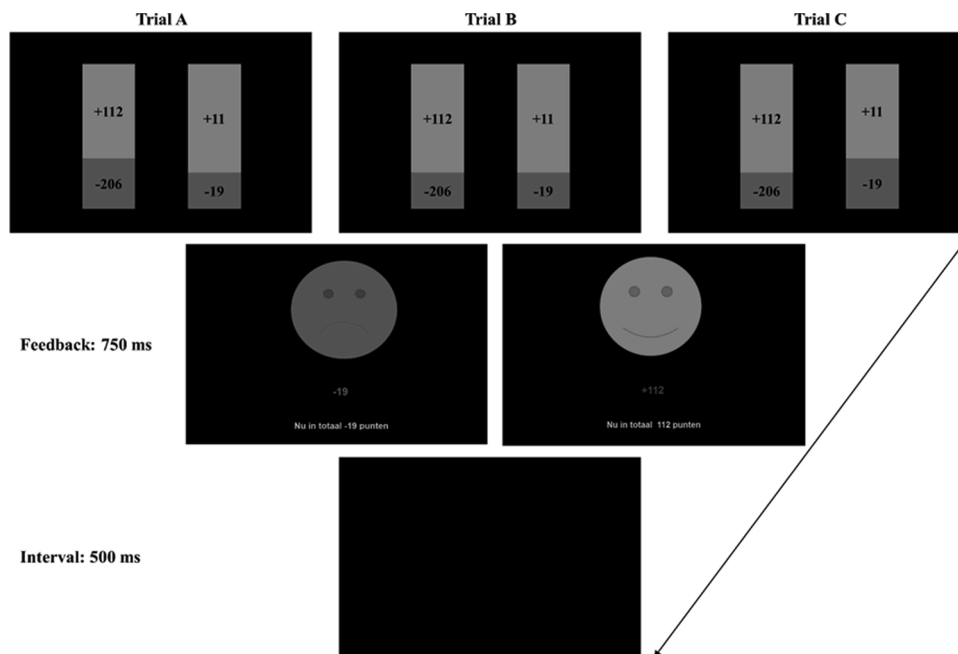 Trial A
Trial B
Trial C
+112
+11
+112
+11
+112
+11
-206
-19
-206
-19
-206
-19
Feedback: 750 ms
-19
+112
Nu in totaal -19 punten
Nu in totaal 112 punten
Interval: 500 ms